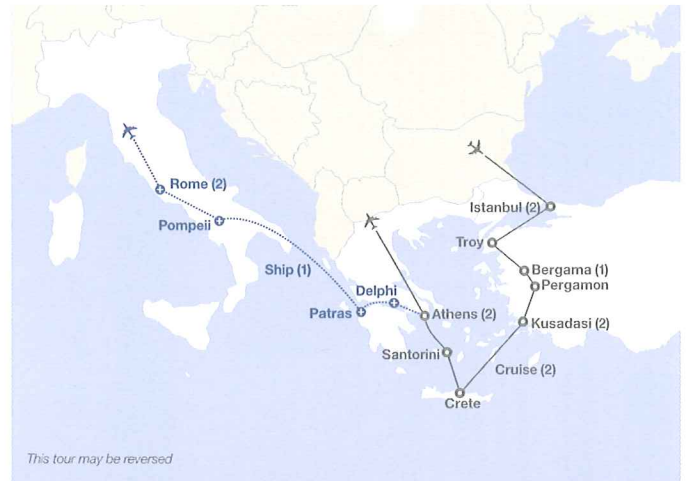 Rome (2)
Pompeii
Ship (1)
Patras
Delphi
Athens (2)
Santorini
Crete
Cruise (2)
Kusadasi (2)
Pergamon
Bergama (1)
Troy
Istanbul (2)
This tour may be reversed